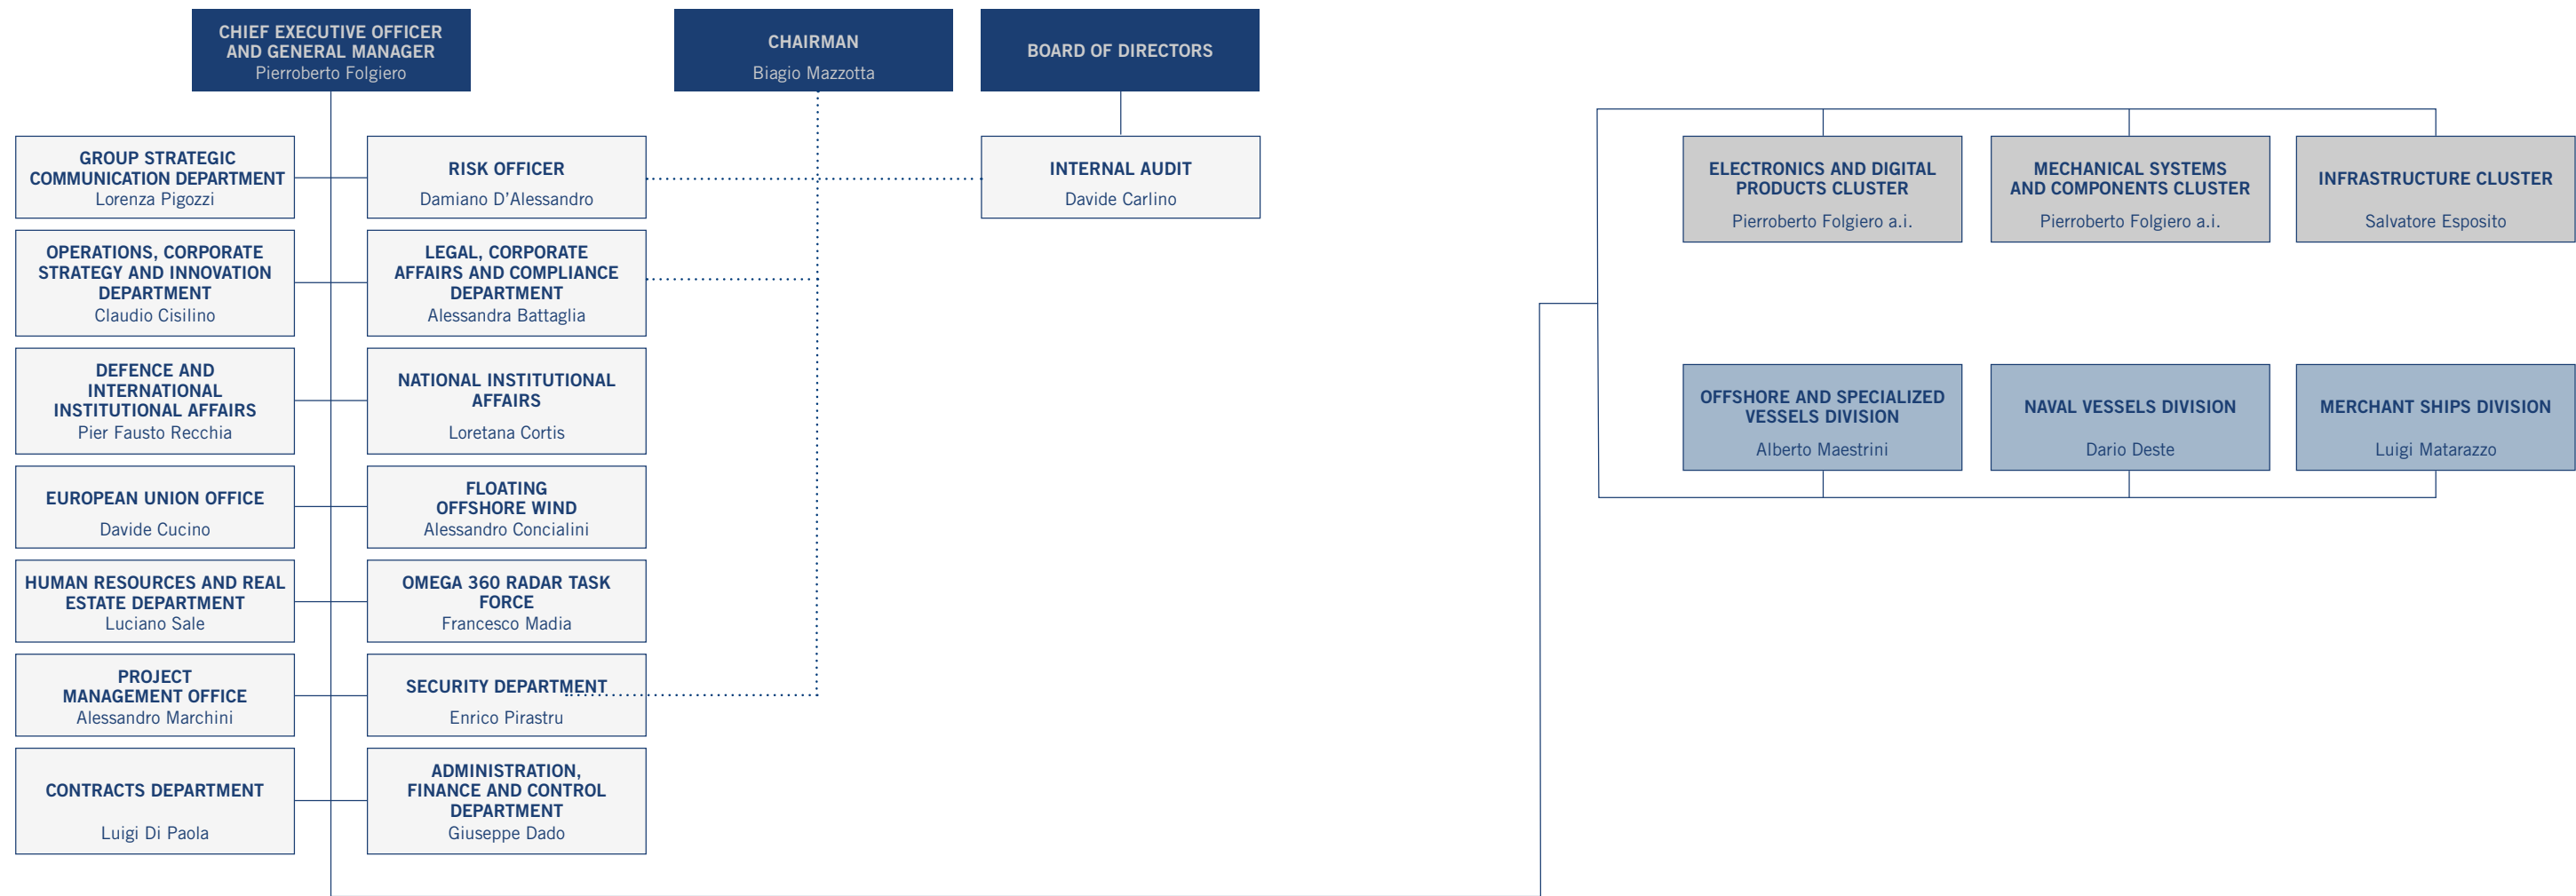 CHIEF EXECUTIVE OFFICER
AND GENERAL MANAGER
Pierroberto Folgiero
CHAIRMAN
Biagio Mazzotta
BOARD OF DIRECTORS
GROUP STRATEGIC
COMMUNICATION DEPARTMENT
Lorenza Pigozzi
RISK OFFICER
Damiano D’Alessandro
INTERNAL AUDIT
Davide Carlino
ELECTRONICS AND DIGITAL
PRODUCTS CLUSTER
Pierroberto Folgiero a.i.
MECHANICAL SYSTEMS
AND COMPONENTS CLUSTER
Pierroberto Folgiero a.i.
INFRASTRUCTURE CLUSTER
Salvatore Esposito
OPERATIONS, CORPORATE
STRATEGY AND INNOVATION
DEPARTMENT
Claudio Cisilino
LEGAL, CORPORATE
AFFAIRS AND COMPLIANCE
DEPARTMENT
Alessandra Battaglia
DEFENCE AND
INTERNATIONAL
INSTITUTIONAL AFFAIRS
Pier Fausto Recchia
NATIONAL INSTITUTIONAL
AFFAIRS
Loretana Cortis
OFFSHORE AND SPECIALIZED
VESSELS DIVISION
Alberto Maestrini
NAVAL VESSELS DIVISION
Dario Deste
MERCHANT SHIPS DIVISION
Luigi Matarazzo
EUROPEAN UNION OFFICE
Davide Cucino
FLOATING
OFFSHORE WIND
Alessandro Concialini
HUMAN RESOURCES AND REAL
ESTATE DEPARTMENT
Luciano Sale
OMEGA 360 RADAR TASK
FORCE
Francesco Madia
PROJECT
MANAGEMENT OFFICE
Alessandro Marchini
SECURITY DEPARTMENT
Enrico Pirastru
CONTRACTS DEPARTMENT
Luigi Di Paola
ADMINISTRATION,
FINANCE AND CONTROL
DEPARTMENT
Giuseppe Dado